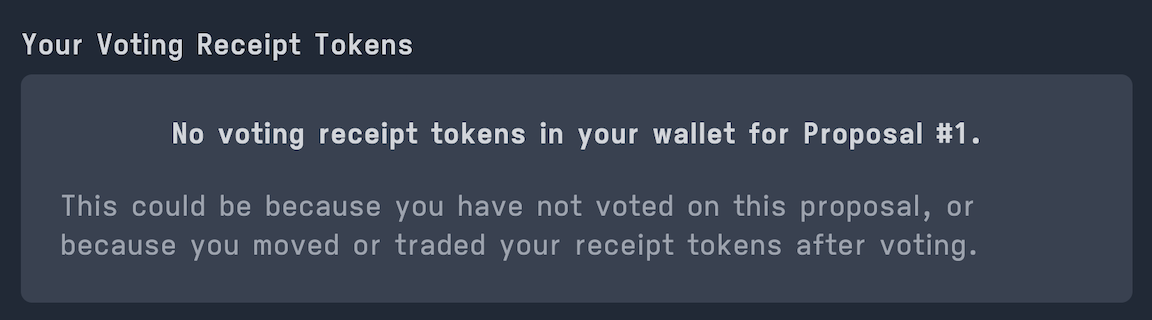 Your Voting Receipt Tokens
No voting receipt tokens in your wallet for Proposal #1.
This could be because you have not voted on this proposal, or
because you moved or traded your receipt tokens after voting.